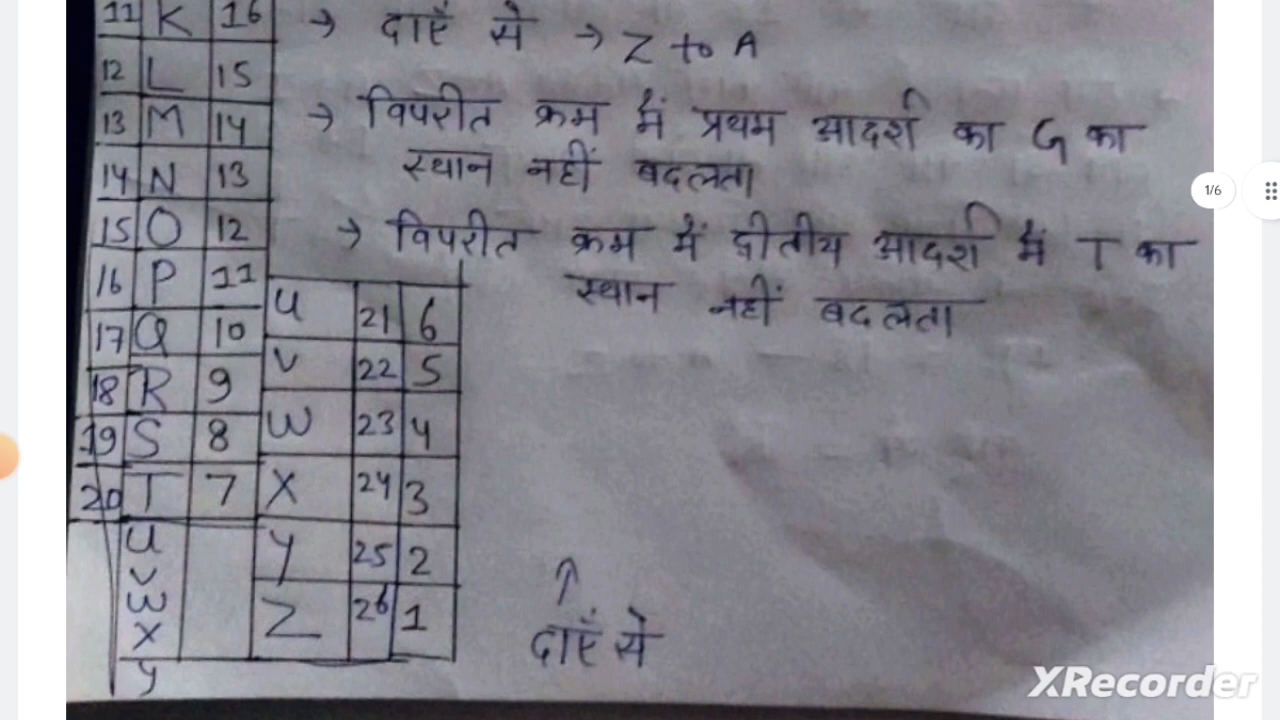 11 K 16
→ दाएँ से → Z to A
12 L 15
13 M 14
→ विपरीत क्रम में प्रथम आदर्श का G का
स्थान नहीं बदलता
14 N 13
15 O 12
→ विपरीत क्रम में द्वीतीय आदर्श में T का
स्थान नहीं बदलता
16 P 11
17 Q 10
18 R 9
19 S 8
20 T 7
U
V
W
X
Y
U 21 6
V 22 5
W 23 4
X 24 3
Y 25 2
Z 26 1
↑
दाएँ से
1/6
XRecorder